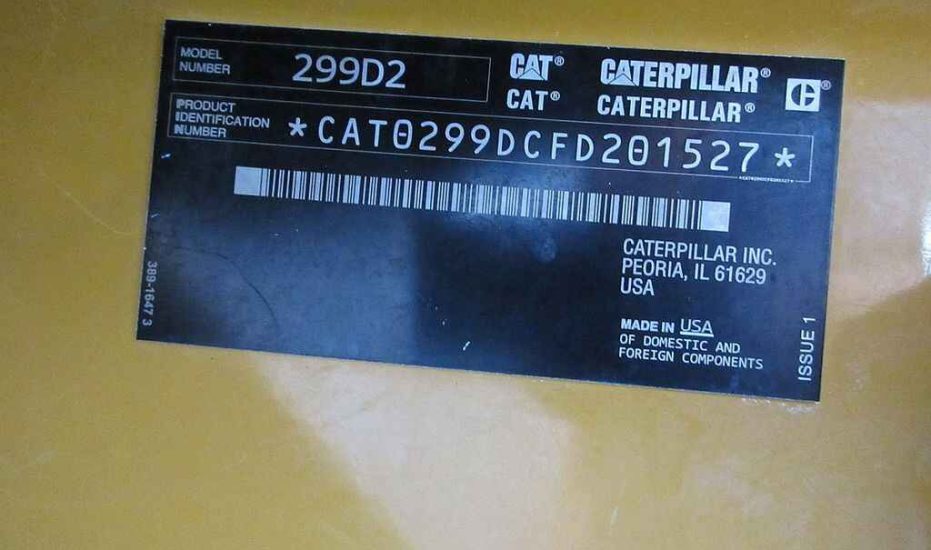 MODEL
NUMBER
299D2
CAT® CATERPILLAR®
CAT® CATERPILLAR®
PRODUCT
IDENTIFICATION
NUMBER
*CAT0299DCFD201527*
CATERPILLAR INC.
PEORIA, IL 61629
USA
MADE IN USA
OF DOMESTIC AND
FOREIGN COMPONENTS
389-1647 3
ISSUE 1